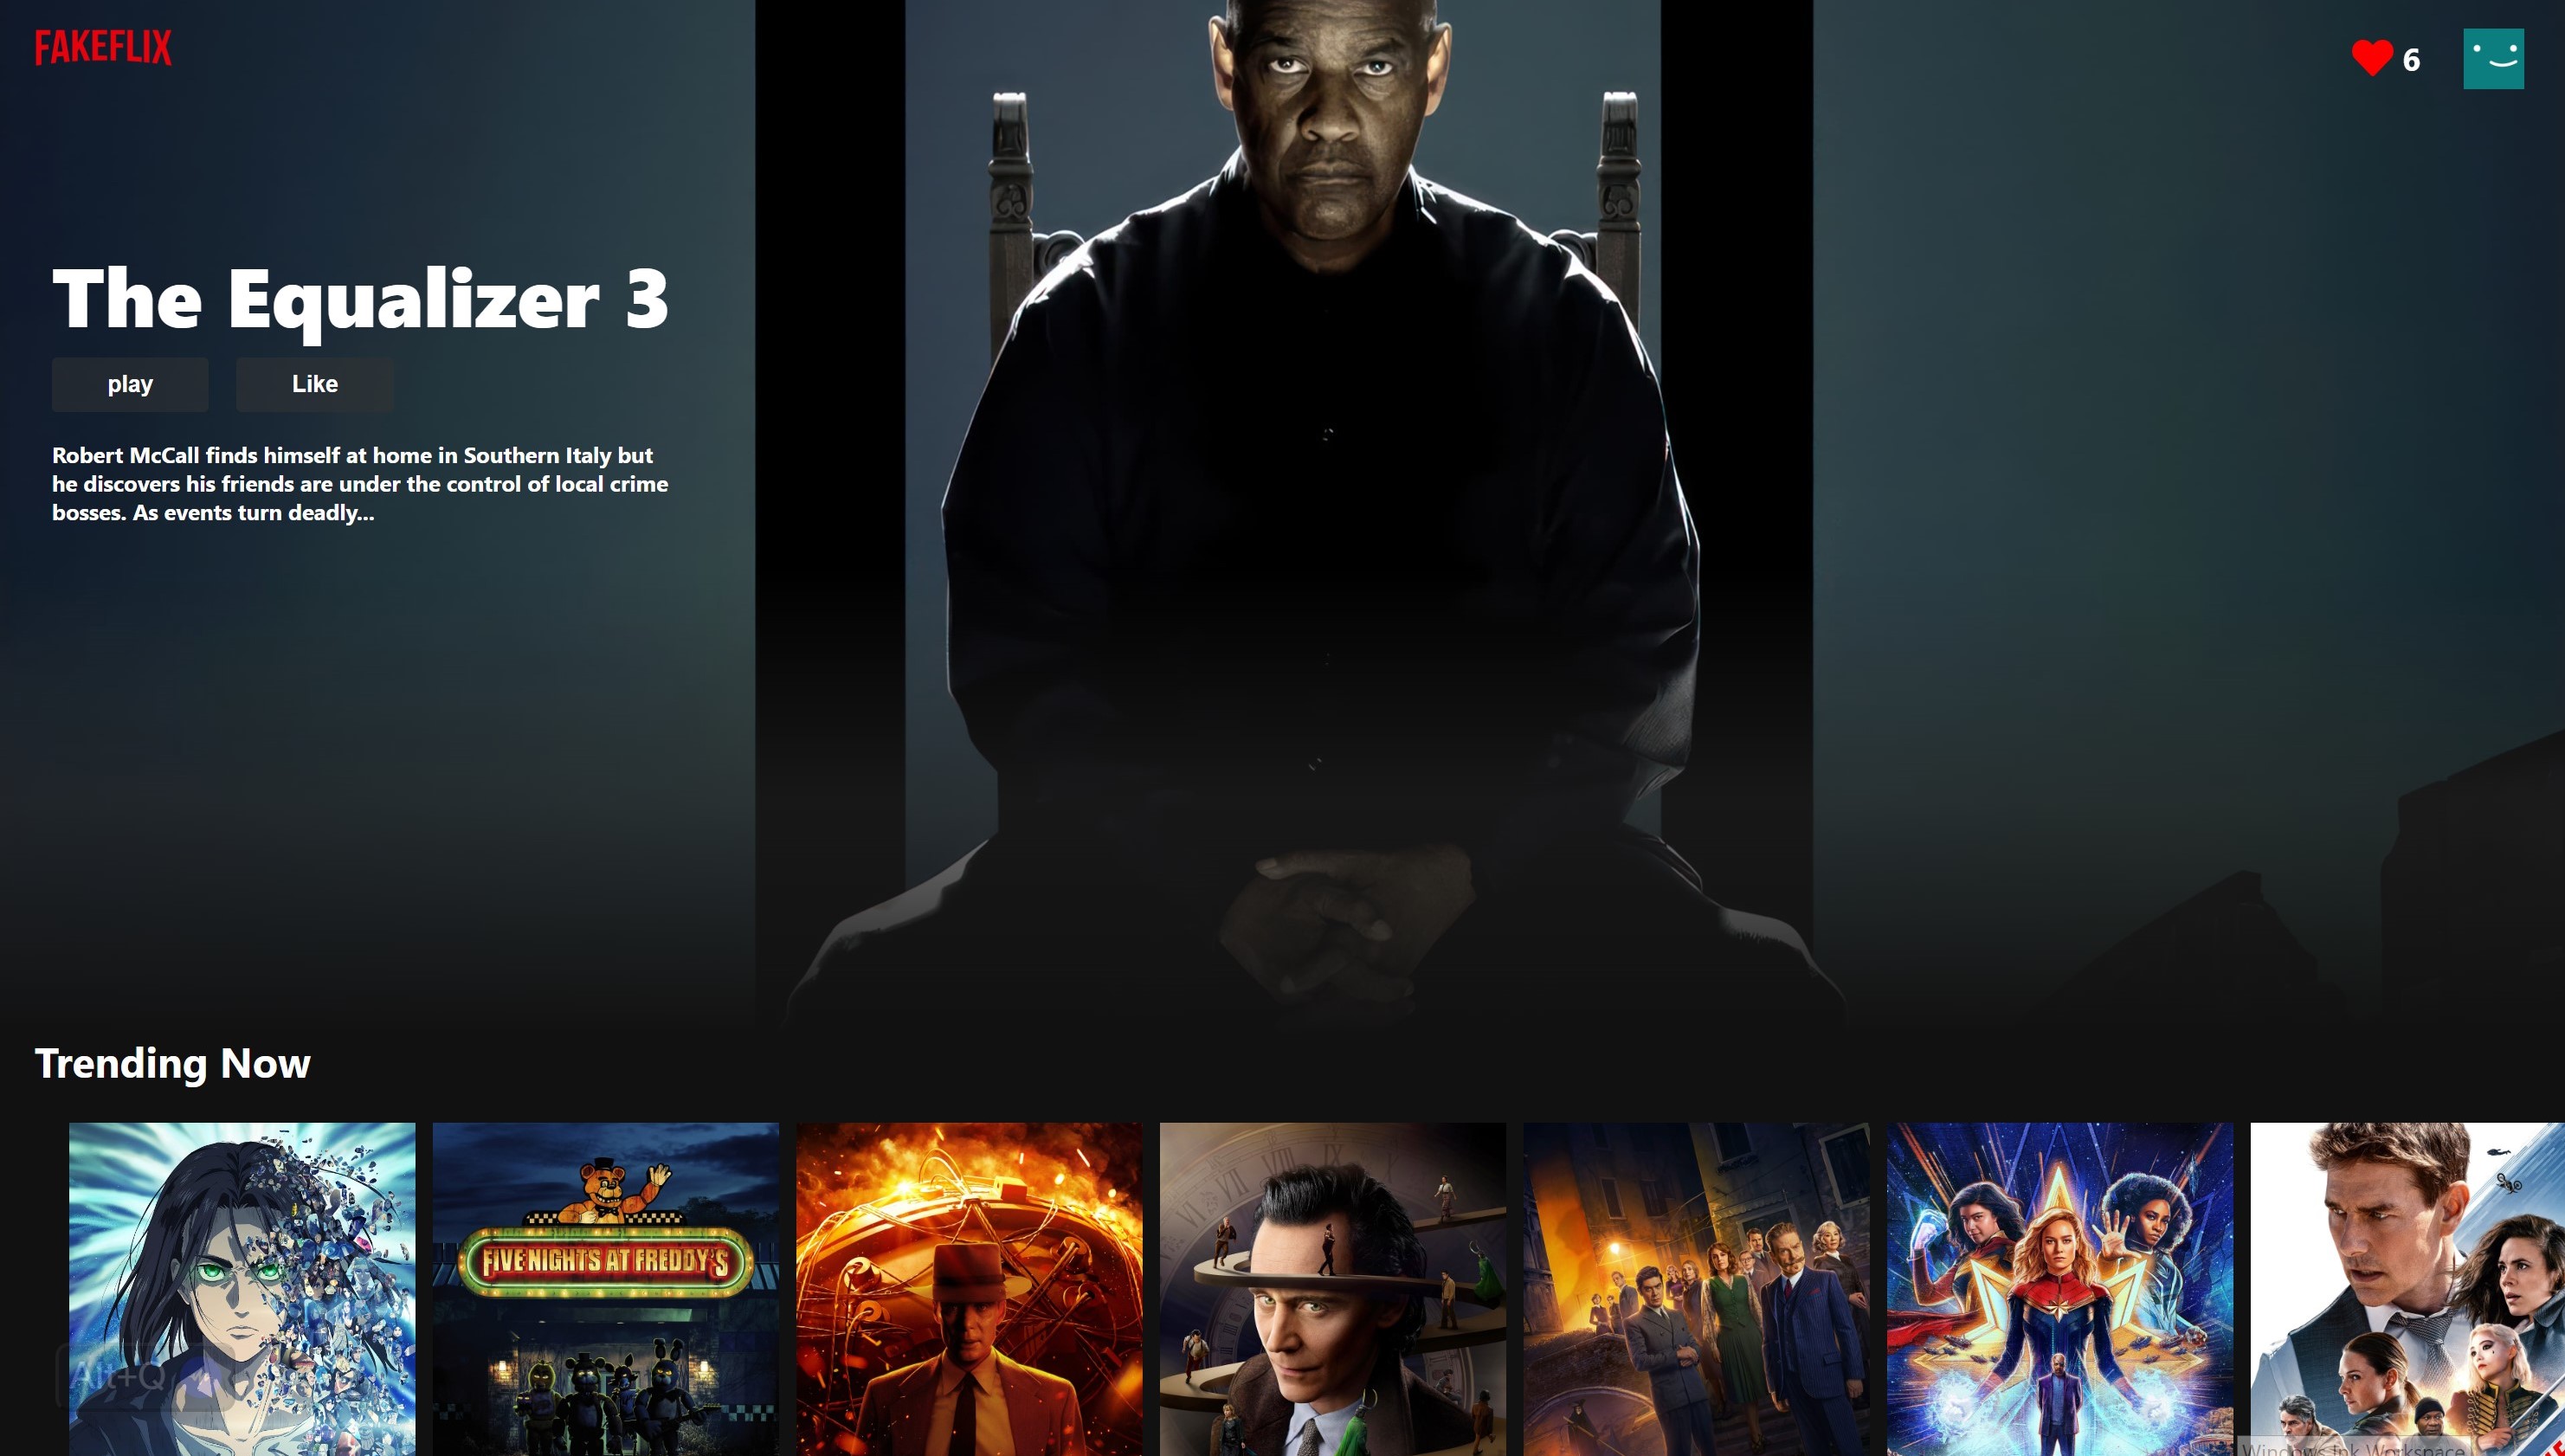 FAKEFLIX
6
The Equalizer 3
play
Like
Robert McCall finds himself at home in Southern Italy but
he discovers his friends are under the control of local crime
bosses. As events turn deadly...
Trending Now
FIVE NIGHTS AT FREDDY'S
Alt+Q
Windows Ink Workspace